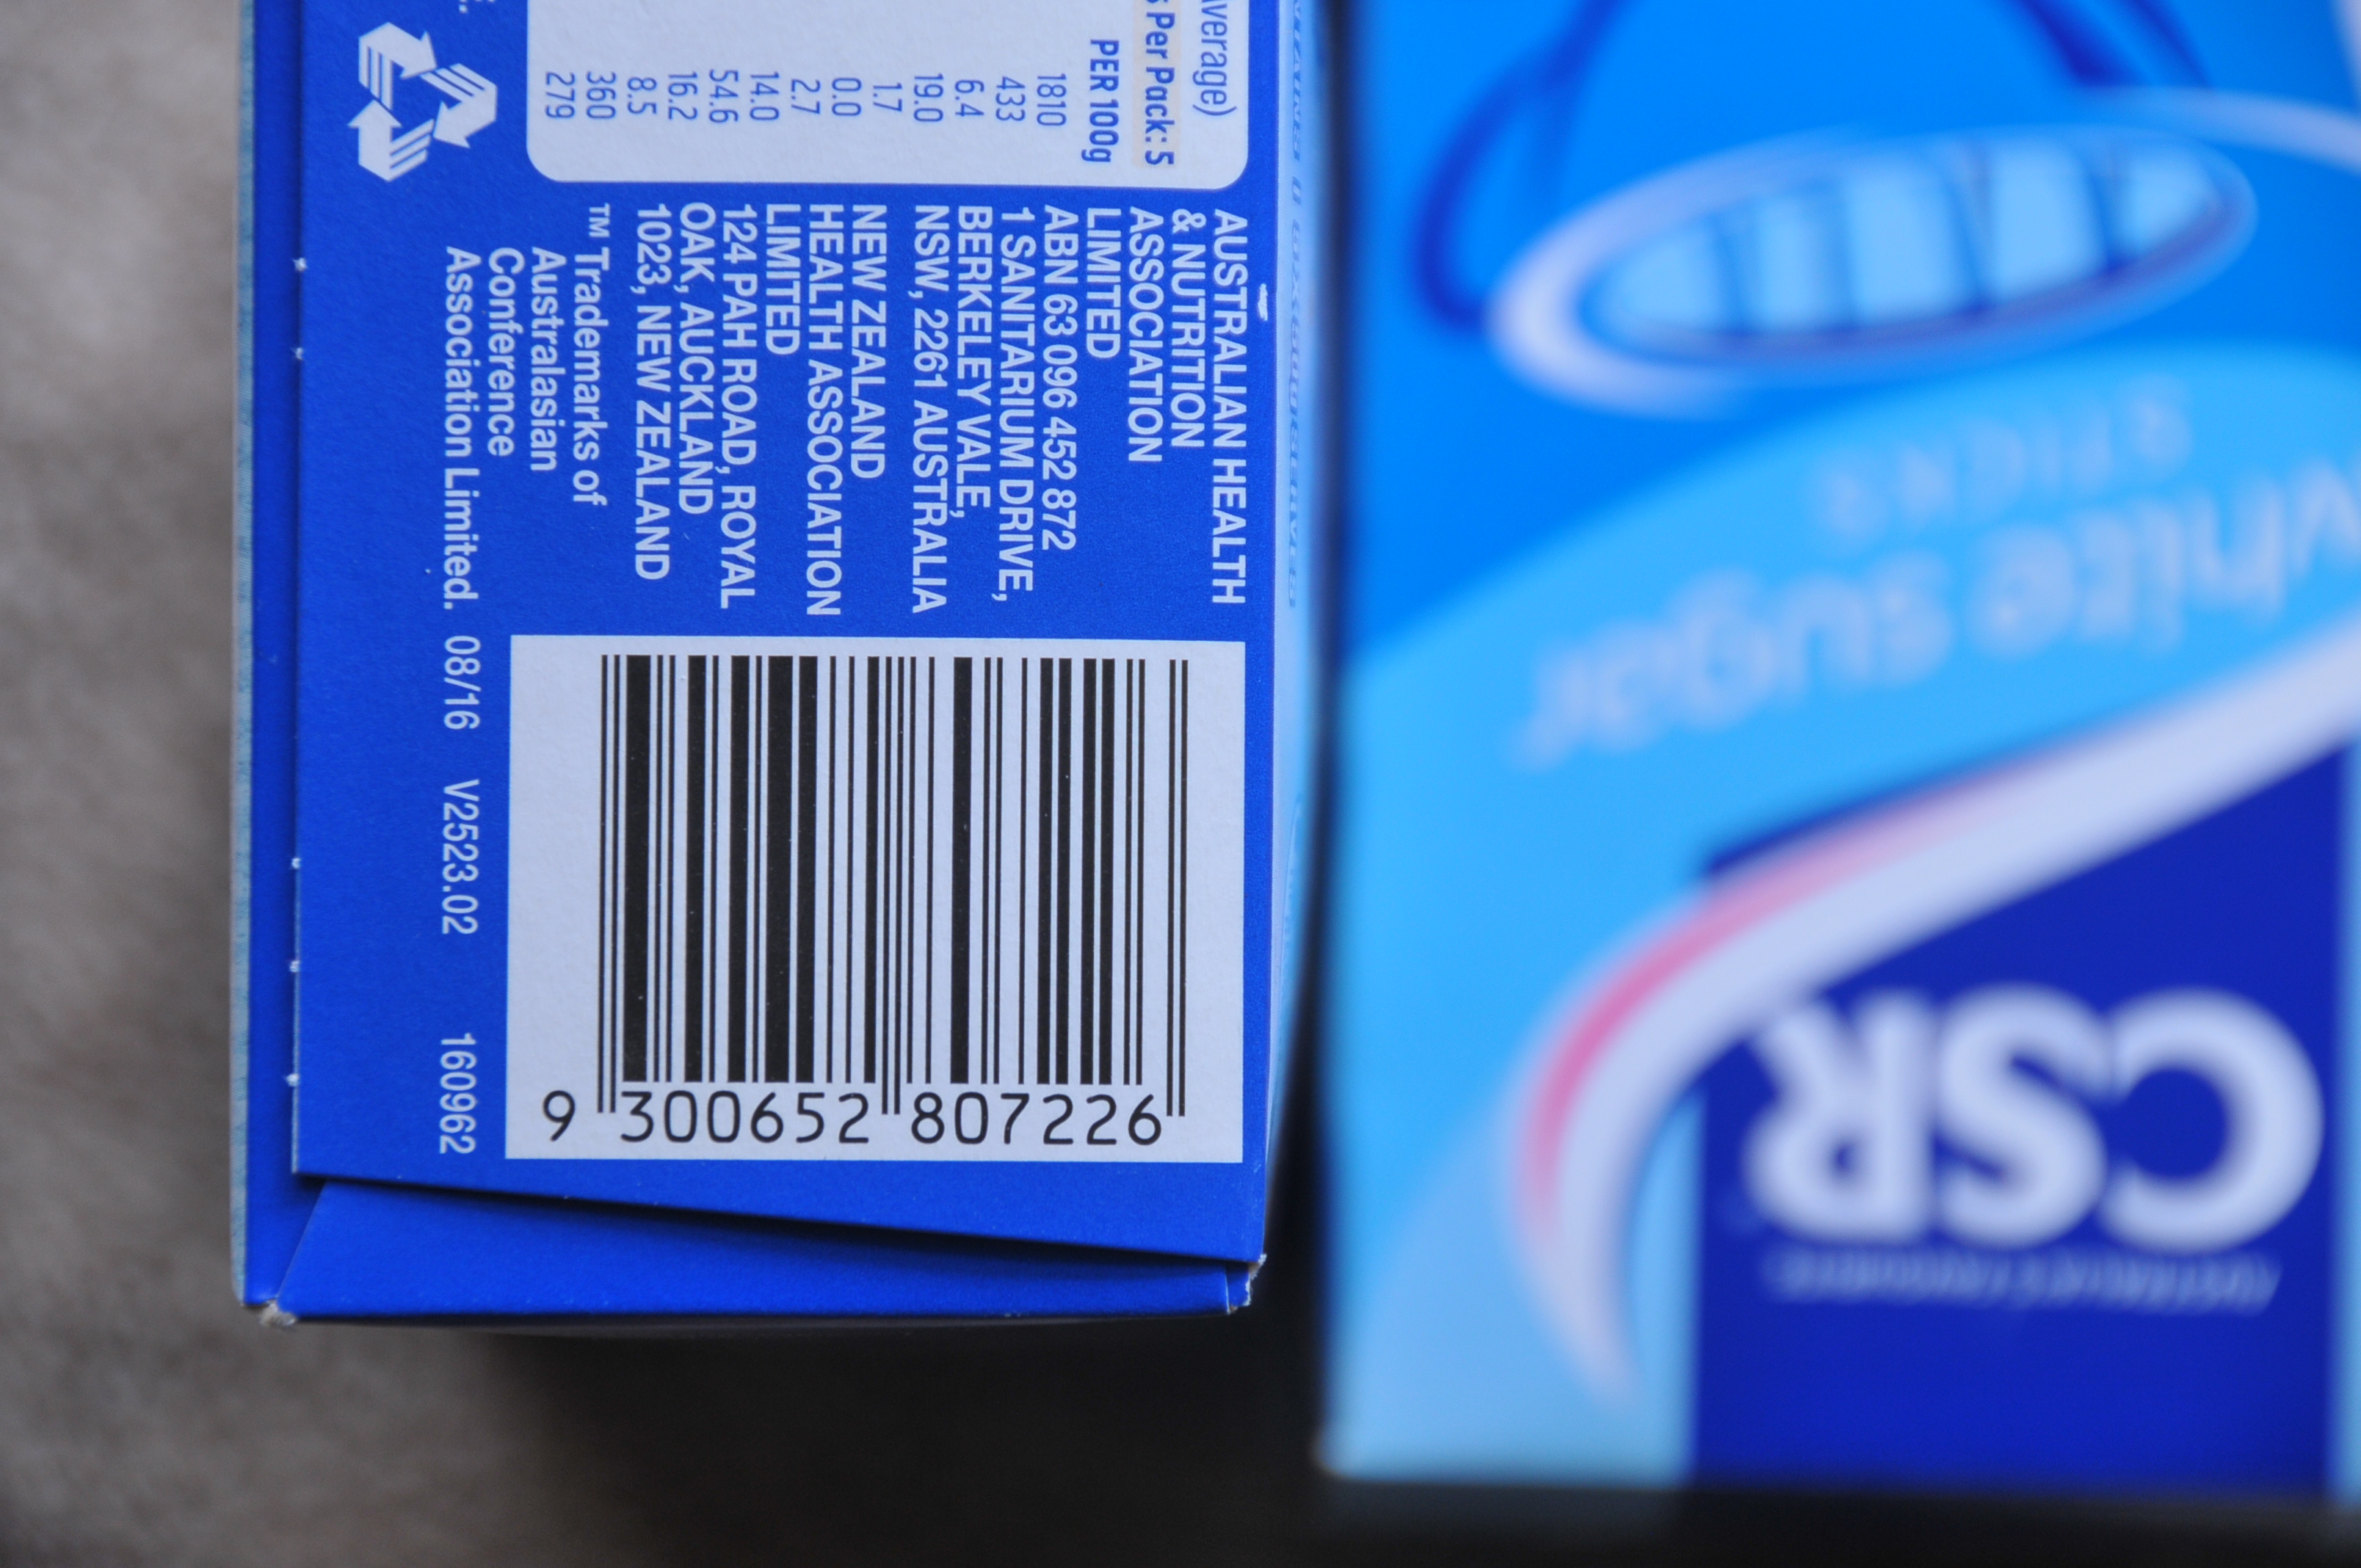 Average)
Per Pack: 5
PER 100g
1810
433
6.4
19.0
1.7
0.0
2.7
14.0
54.6
16.2
8.5
360
279
AUSTRALIAN HEALTH
& NUTRITION
ASSOCIATION
LIMITED
ABN 63 096 452 872
1 SANITARIUM DRIVE,
BERKELEY VALE,
NSW, 2261 AUSTRALIA
NEW ZEALAND
HEALTH ASSOCIATION
LIMITED
124 PAH ROAD, ROYAL
OAK, AUCKLAND
1023, NEW ZEALAND
™ Trademarks of
Australasian
Conference
Association Limited. 08/16 V2523.02 160962
9 300652 807226
CSR
white sugar
STICKS